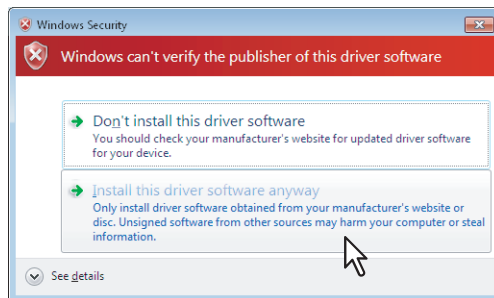 Windows Security
Windows can't verify the publisher of this driver software
Don't install this driver software
You should check your manufacturer's website for updated driver software
for your device.
Install this driver software anyway
Only install driver software obtained from your manufacturer's website or
disc. Unsigned software from other sources may harm your computer or steal
information.
See details